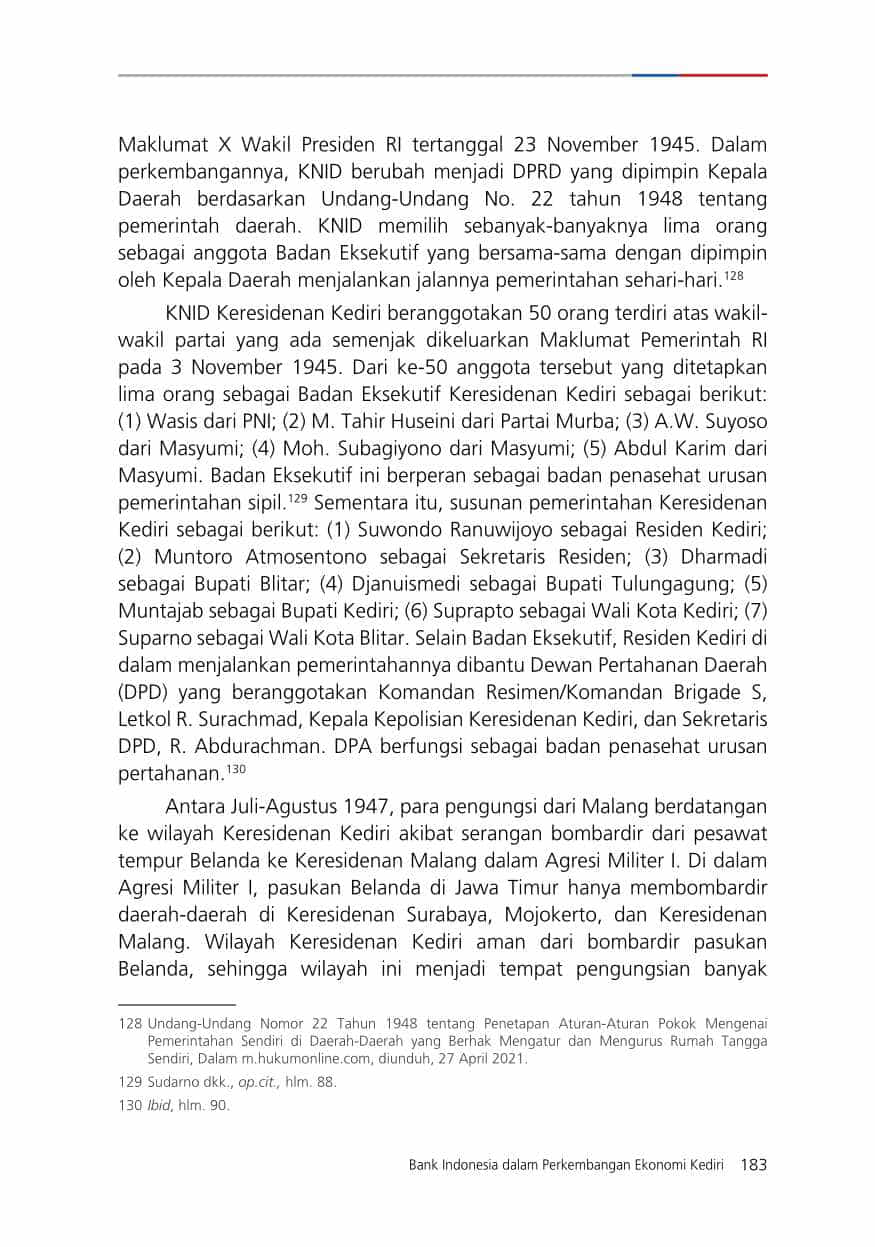 Maklumat X Wakil Presiden RI tertanggal 23 November 1945. Dalam
perkembangannya, KNID berubah menjadi DPRD yang dipimpin Kepala
Daerah berdasarkan Undang-Undang No. 22 tahun 1948 tentang
pemerintah daerah. KNID memilih sebanyak-banyaknya lima orang
sebagai anggota Badan Eksekutif yang bersama-sama dengan dipimpin
oleh Kepala Daerah menjalankan jalannya pemerintahan sehari-hari.128
KNID Keresidenan Kediri beranggotakan 50 orang terdiri atas wakil-
wakil partai yang ada semenjak dikeluarkan Maklumat Pemerintah RI
pada 3 November 1945. Dari ke-50 anggota tersebut yang ditetapkan
lima orang sebagai Badan Eksekutif Keresidenan Kediri sebagai berikut:
(1) Wasis dari PNI; (2) M. Tahir Huseini dari Partai Murba; (3) A.W. Suyoso
dari Masyumi; (4) Moh. Subagiyono dari Masyumi; (5) Abdul Karim dari
Masyumi. Badan Eksekutif ini berperan sebagai badan penasehat urusan
pemerintahan sipil.129 Sementara itu, susunan pemerintahan Keresidenan
Kediri sebagai berikut: (1) Suwondo Ranuwijoyo sebagai Residen Kediri;
(2) Muntoro Atmosentono sebagai Sekretaris Residen; (3) Dharmadi
sebagai Bupati Blitar; (4) Djanuismedi sebagai Bupati Tulungagung; (5)
Muntajab sebagai Bupati Kediri; (6) Suprapto sebagai Wali Kota Kediri; (7)
Suparno sebagai Wali Kota Blitar. Selain Badan Eksekutif, Residen Kediri di
dalam menjalankan pemerintahannya dibantu Dewan Pertahanan Daerah
(DPD) yang beranggotakan Komandan Resimen/Komandan Brigade S,
Letkol R. Surachmad, Kepala Kepolisian Keresidenan Kediri, dan Sekretaris
DPD, R. Abdurachman. DPA berfungsi sebagai badan penasehat urusan
pertahanan.130
Antara Juli-Agustus 1947, para pengungsi dari Malang berdatangan
ke wilayah Keresidenan Kediri akibat serangan bombardir dari pesawat
tempur Belanda ke Keresidenan Malang dalam Agresi Militer I. Di dalam
Agresi Militer I, pasukan Belanda di Jawa Timur hanya membombardir
daerah-daerah di Keresidenan Surabaya, Mojokerto, dan Keresidenan
Malang. Wilayah Keresidenan Kediri aman dari bombardir pasukan
Belanda, sehingga wilayah ini menjadi tempat pengungsian banyak
128 Undang-Undang Nomor 22 Tahun 1948 tentang Penetapan Aturan-Aturan Pokok Mengenai
Pemerintahan Sendiri di Daerah-Daerah yang Berhak Mengatur dan Mengurus Rumah Tangga
Sendiri, Dalam m.hukumonline.com, diunduh, 27 April 2021.
129 Sudarno dkk., op.cit., hlm. 88.
130 Ibid, hlm. 90.
Bank Indonesia dalam Perkembangan Ekonomi Kediri 183